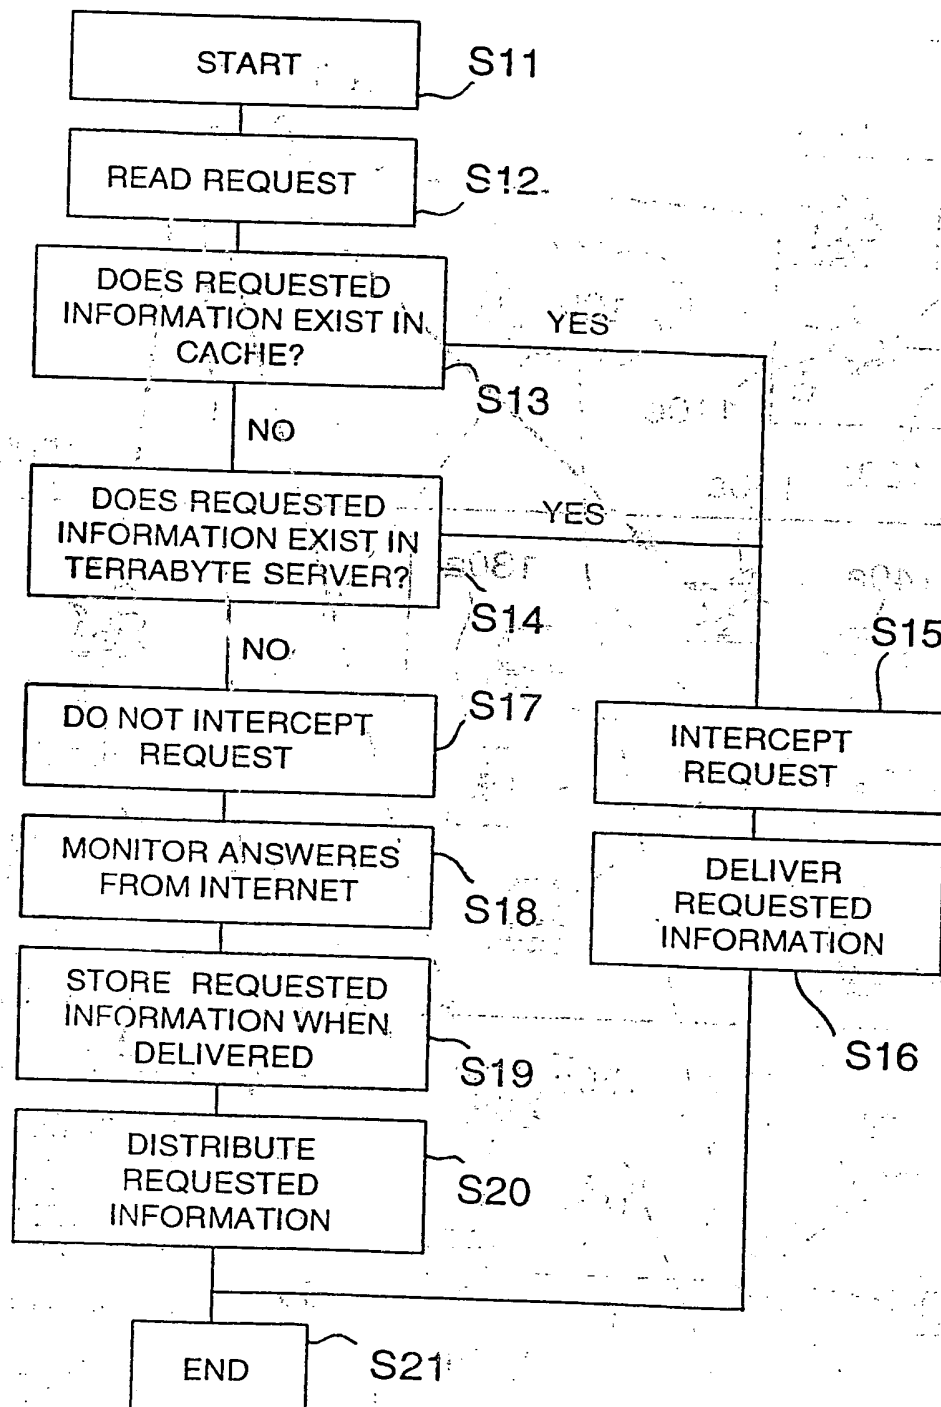 START
S11
READ REQUEST
S12
DOES REQUESTED
INFORMATION EXIST IN
CACHE?
YES
S13
NO
DOES REQUESTED
INFORMATION EXIST IN
TERRABYTE SERVER?
YES
S14
NO
S15
DO NOT INTERCEPT
REQUEST
S17
INTERCEPT
REQUEST
MONITOR ANSWERES
FROM INTERNET
S18
DELIVER
REQUESTED
INFORMATION
S16
STORE REQUESTED
INFORMATION WHEN
DELIVERED
S19
DISTRIBUTE
REQUESTED
INFORMATION
S20
END
S21